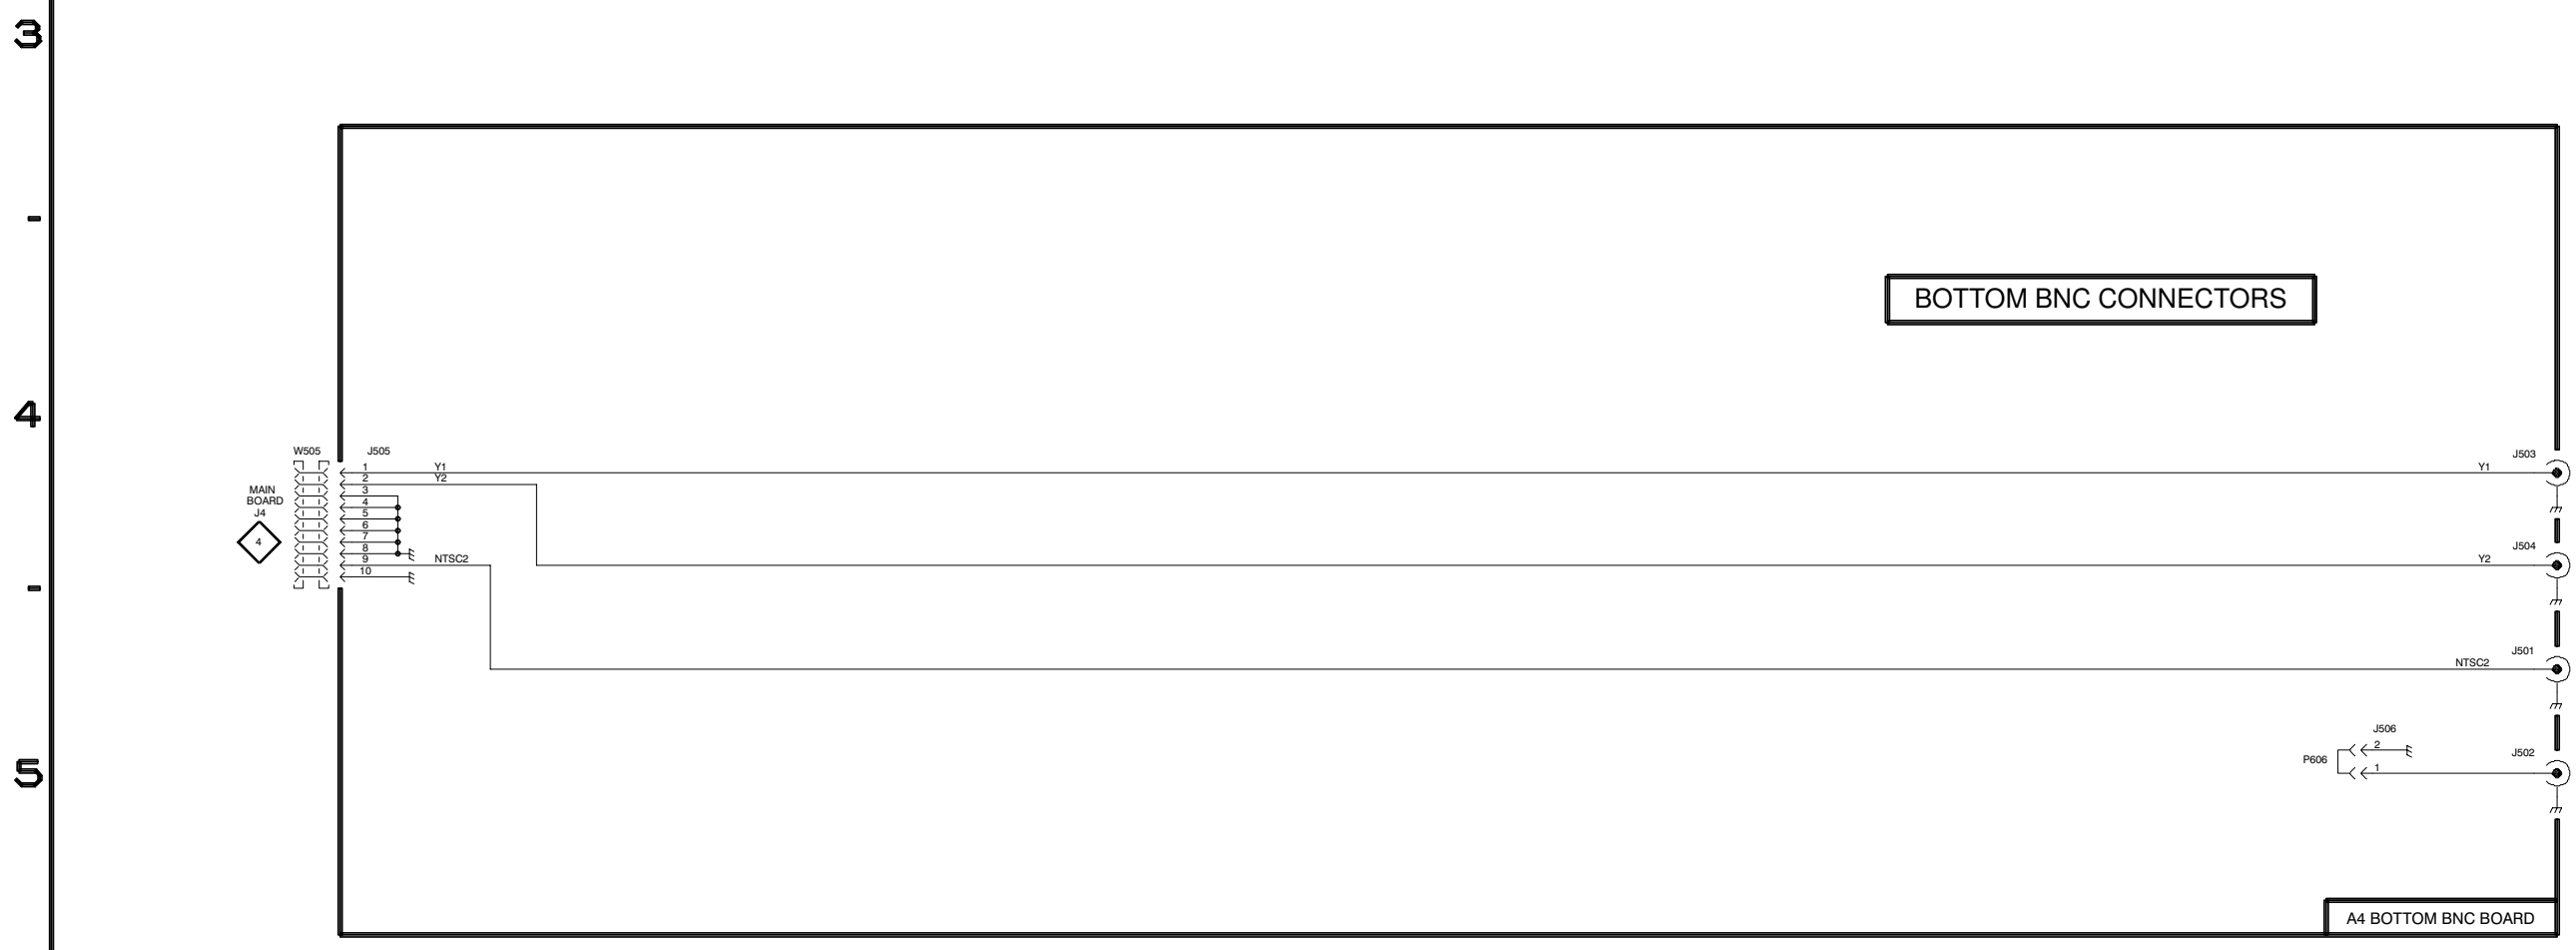 3
-
BOTTOM BNC CONNECTORS
4
W505 J505 J503
1 Y1 Y1
2 Y2
3
MAIN
BOARD
J4
4
4
5
6
7
8
J504
9 NTSC2 Y2
10
-
J501
NTSC2
J506
2
J502
P606
5
1
A4 BOTTOM BNC BOARD